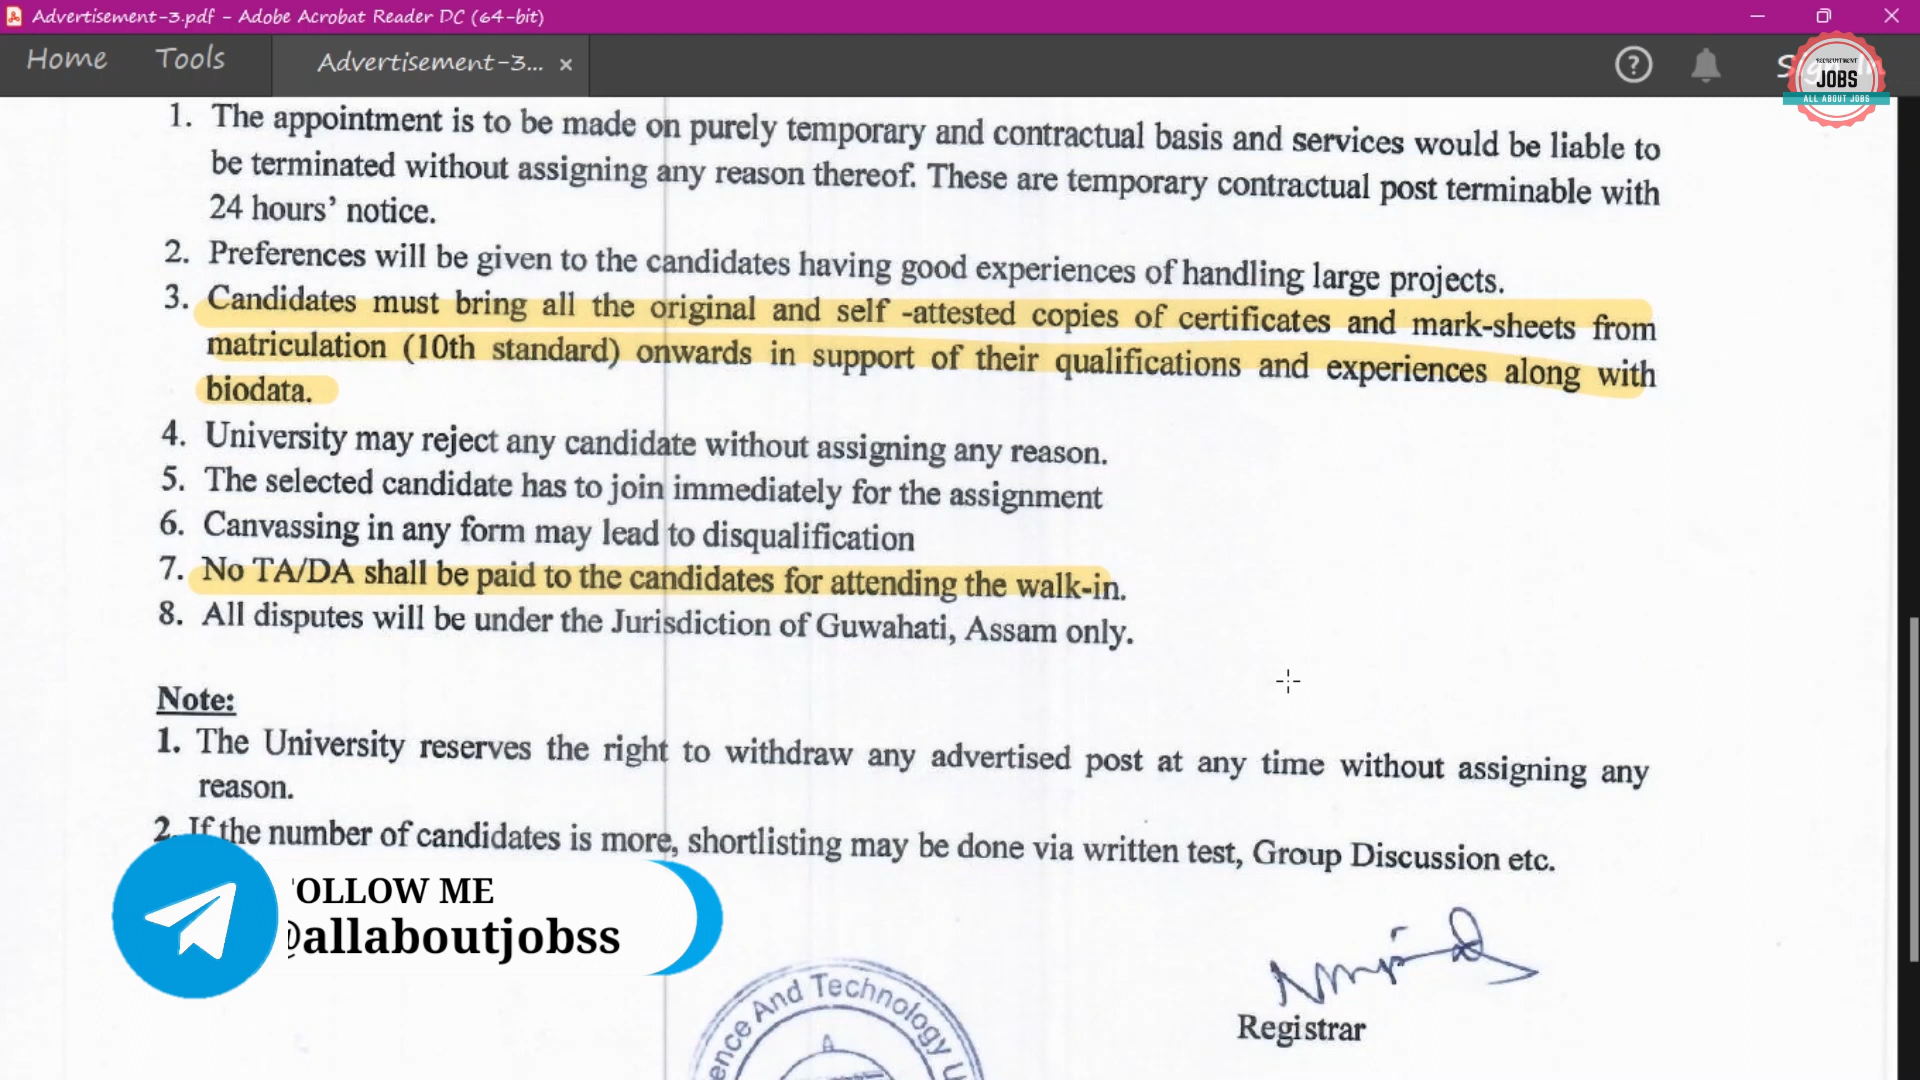 Advertisement-3.pdf - Adobe Acrobat Reader DC (64-bit)
Home Tools Advertisement-3... ×
RECRUITMENT
JOBS
ALL ABOUT JOBS
1. The appointment is to be made on purely temporary and contractual basis and services would be liable to
be terminated without assigning any reason thereof. These are temporary contractual post terminable with
24 hours’ notice.
2. Preferences will be given to the candidates having good experiences of handling large projects.
3. Candidates must bring all the original and self -attested copies of certificates and mark-sheets from
matriculation (10th standard) onwards in support of their qualifications and experiences along with
biodata.
4. University may reject any candidate without assigning any reason.
5. The selected candidate has to join immediately for the assignment
6. Canvassing in any form may lead to disqualification
7. No TA/DA shall be paid to the candidates for attending the walk-in.
8. All disputes will be under the Jurisdiction of Guwahati, Assam only.
Note:
1. The University reserves the right to withdraw any advertised post at any time without assigning any
reason.
2. If the number of candidates is more, shortlisting may be done via written test, Group Discussion etc.
OLLOW ME
@allaboutjobss
And Technology
Registrar